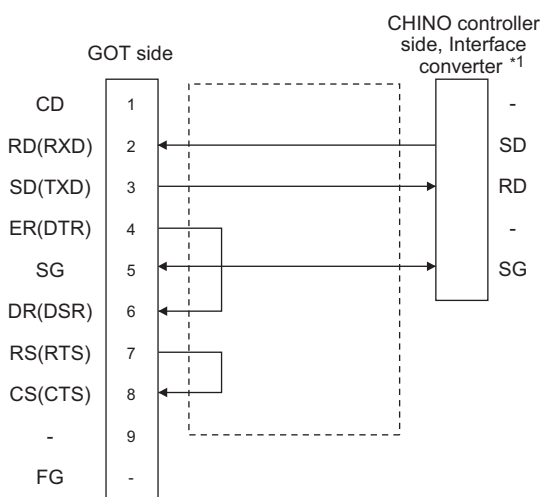 GOT side
CHINO controller
side, Interface
converter *1
CD 1 -
RD(RXD) 2 SD
SD(TXD) 3 RD
ER(DTR) 4 -
SG 5 SG
DR(DSR) 6
RS(RTS) 7
CS(CTS) 8
- 9
FG -